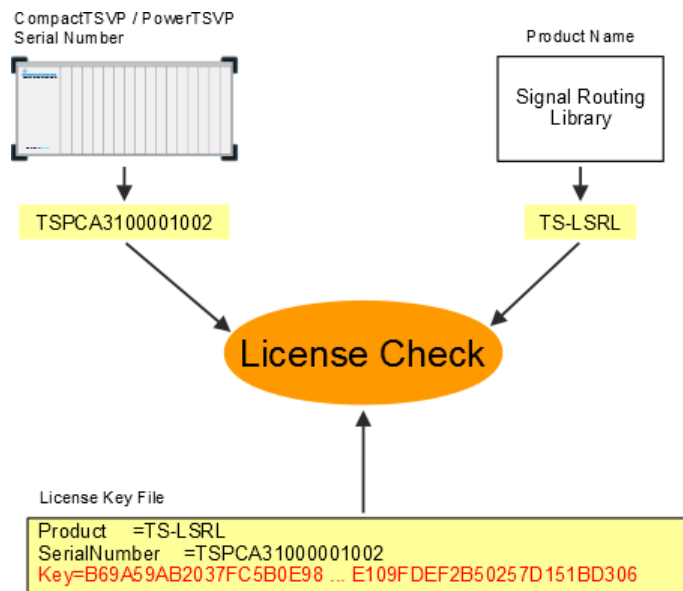 CompactTSVP / PowerTSVP
Serial Number
Product Name
Signal Routing
Library
TSPCA3100001002
TS-LSRL
License Check
License Key File
Product =TS-LSRL
SerialNumber =TSPCA31000001002
Key=B69A59AB2037FC5B0E98 ... E109FDEF2B50257D151BD306